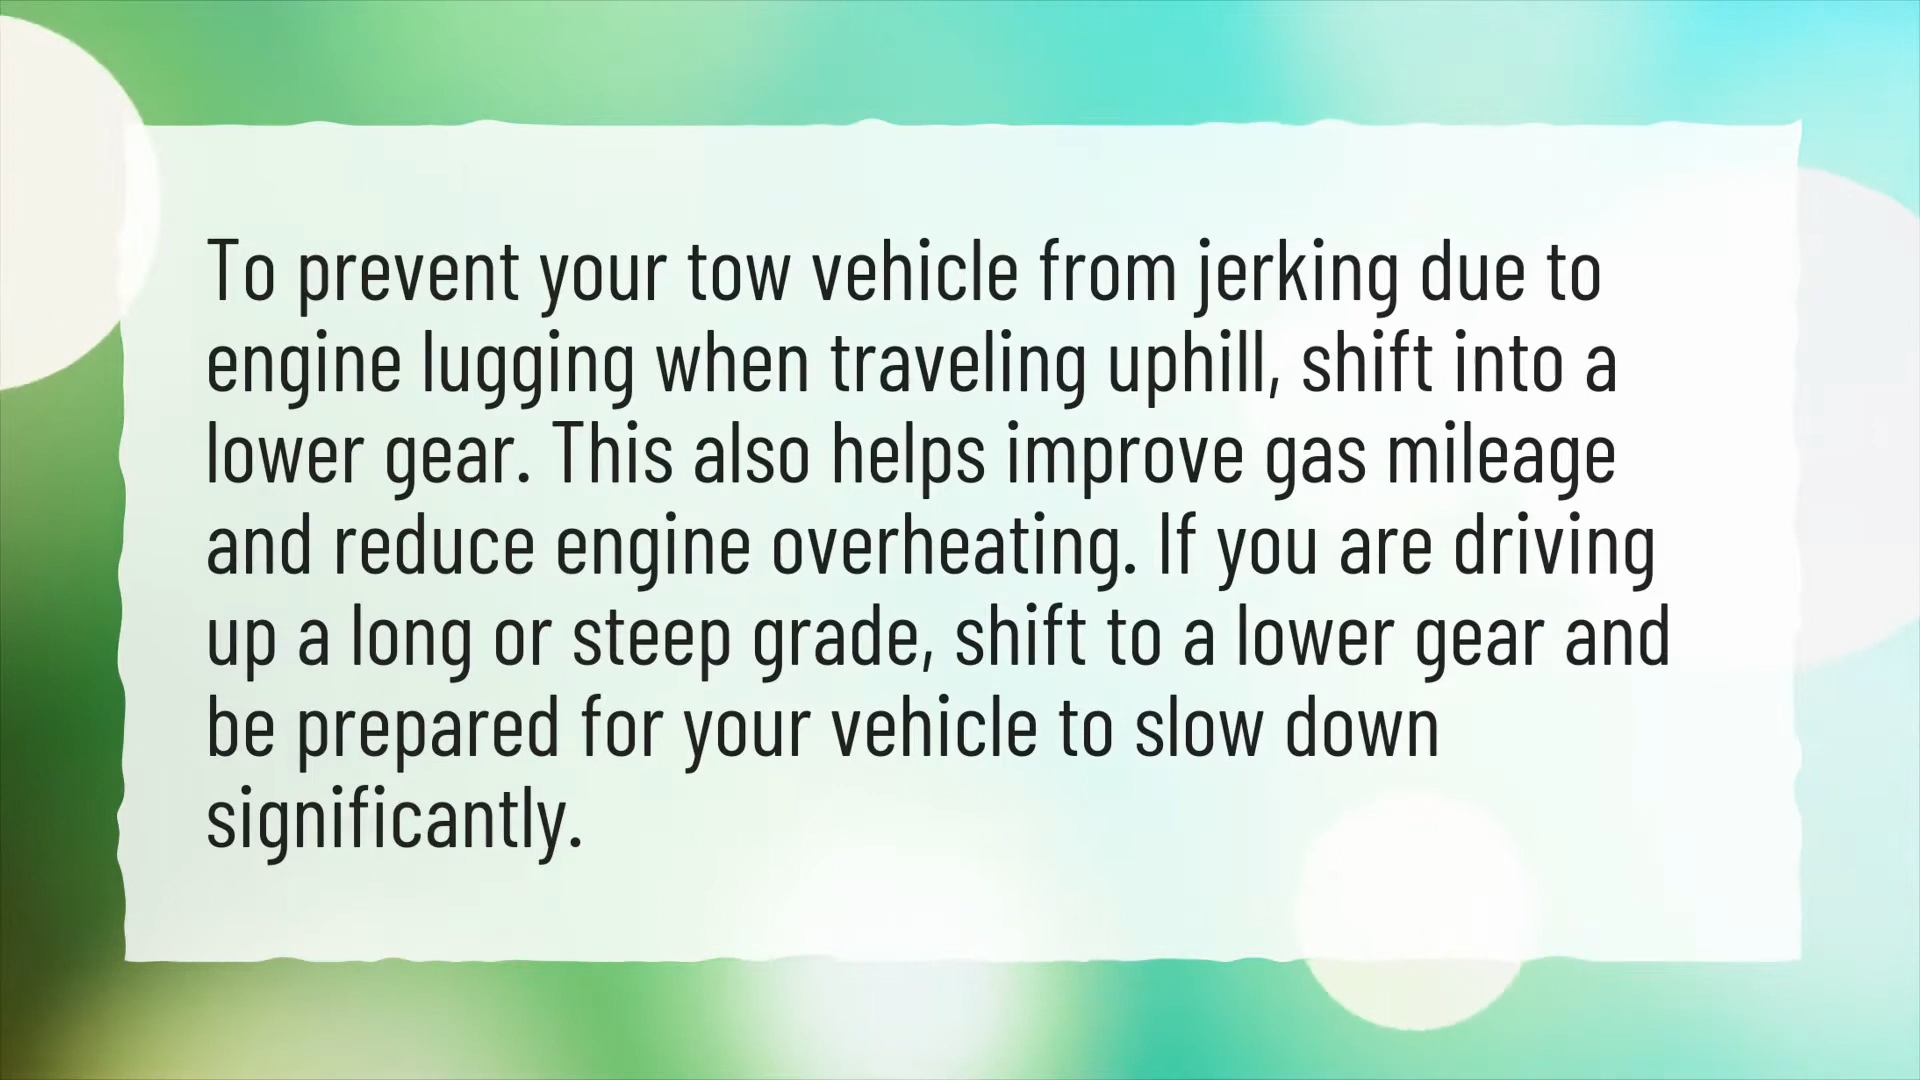 To prevent your tow vehicle from jerking due to
engine lugging when traveling uphill, shift into a
lower gear. This also helps improve gas mileage
and reduce engine overheating. If you are driving
up a long or steep grade, shift to a lower gear and
be prepared for your vehicle to slow down
significantly.